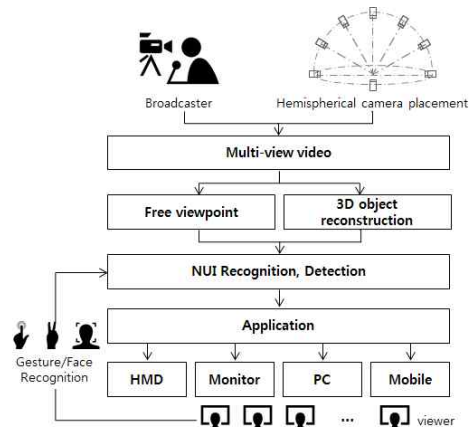 Broadcaster
Hemispherical camera placement
Multi-view video
Free viewpoint
3D object
reconstruction
NUI Recognition, Detection
Application
Gesture/Face
Recognition
HMD
Monitor
PC
Mobile
...
viewer